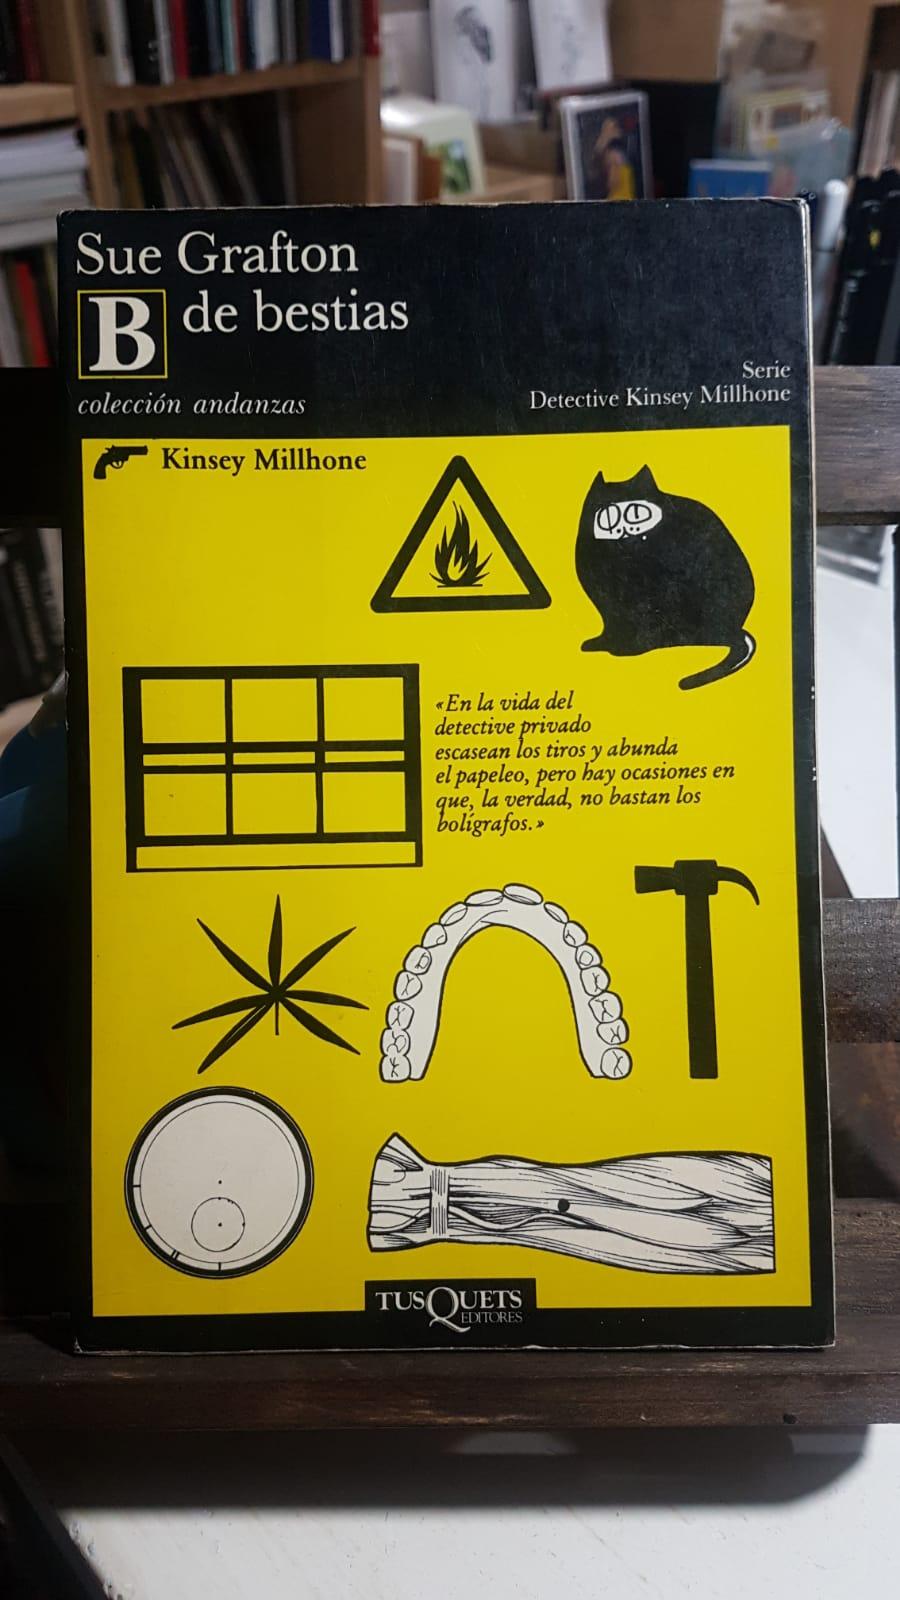 Sue Grafton
B de bestias
colección andanzas
Serie
Detective Kinsey Millhone
Kinsey Millhone
«En la vida del
detective privado
escasean los tiros y abunda
el papeleo, pero hay ocasiones en
que, la verdad, no bastan los
bolígrafos.»
TUSQUETS
EDITORES